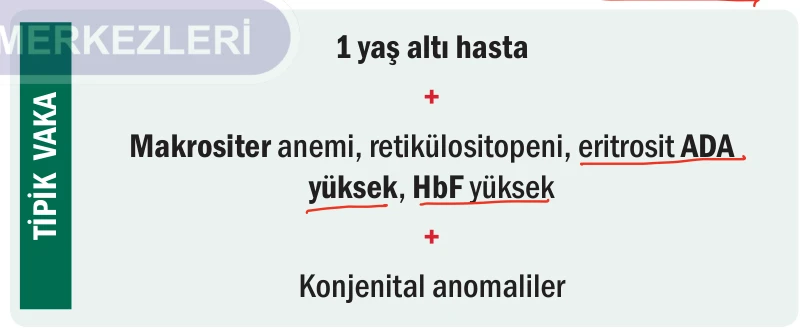 MERKEZLERİ
TİPİK VAKA
1 yaş altı hasta
+
Makrositer anemi, retikülositopeni, eritrosit ADA
yüksek, HbF yüksek
+
Konjenital anomaliler